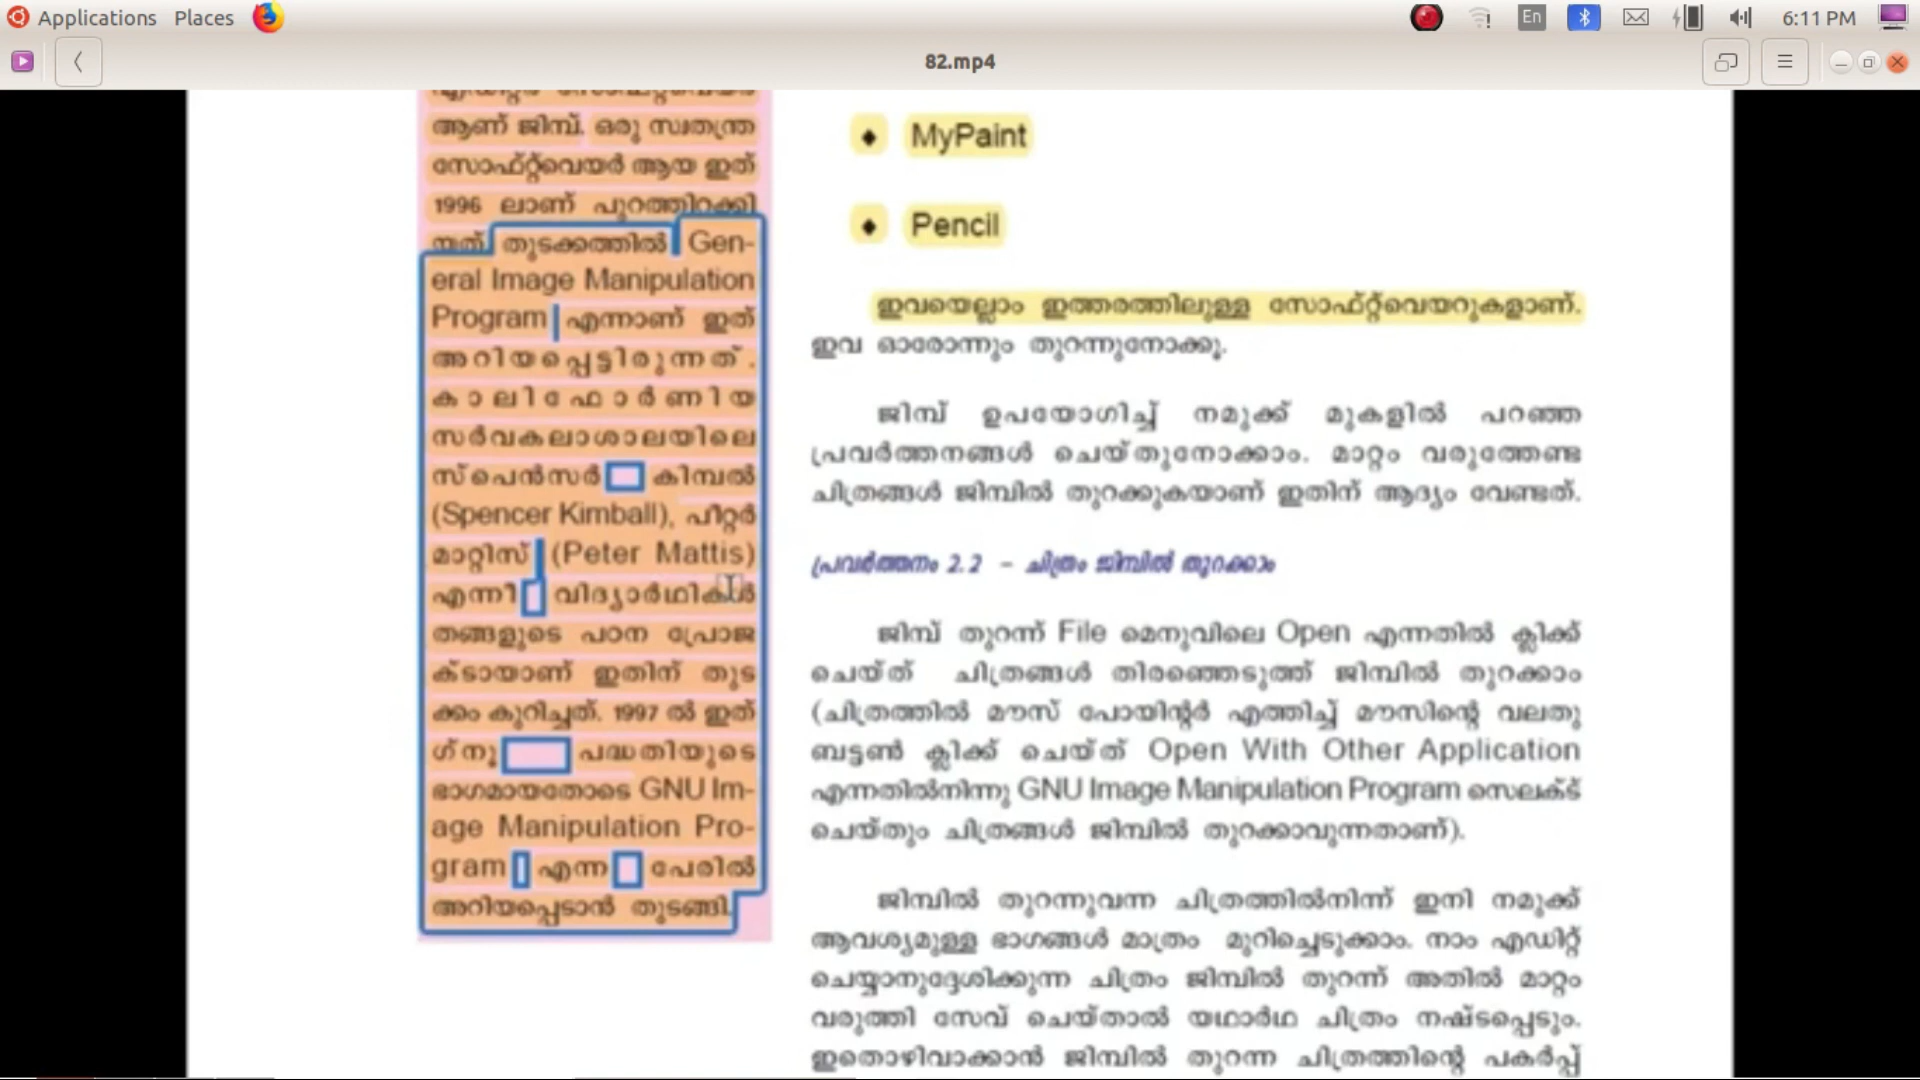 Applications Places
En
6:11 PM
82.mp4
ആണ് ജിമ്പ്. ഒരു സ്വതന്ത്ര
സോഫ്റ്റ്‌വെയർ ആയ ഇത്
1996 ലാണ് പുറത്തിറക്കി
യത്. തുടക്കത്തിൽ Gen-
eral Image Manipulation
Program എന്നാണ് ഇത്
അറിയപ്പെട്ടിരുന്നത്.
കാലിഫോർണിയ
സർവകലാശാലയിലെ
സ്പെൻസർ കിമ്പൽ
(Spencer Kimball), പീറ്റർ
മാറ്റിസ് (Peter Mattis)
എന്നീ വിദ്യാർഥികൾ
തങ്ങളുടെ പഠന പ്രോജ
ക്ടായാണ് ഇതിന് തുട
ക്കം കുറിച്ചത്. 1997 ൽ ഇത്
ഗ്നൂ പദ്ധതിയുടെ
ഭാഗമായതോടെ GNU Im-
age Manipulation Pro-
gram എന്ന പേരിൽ
അറിയപ്പെടാൻ തുടങ്ങി.
♦ MyPaint
♦ Pencil
ഇവയെല്ലാം ഇത്തരത്തിലുള്ള സോഫ്റ്റ്‌വെയറുകളാണ്.
ഇവ ഓരോന്നും തുറന്നുനോക്കൂ.
ജിമ്പ് ഉപയോഗിച്ച് നമുക്ക് മുകളിൽ പറഞ്ഞ
പ്രവർത്തനങ്ങൾ ചെയ്തുനോക്കാം. മാറ്റം വരുത്തേണ്ട
ചിത്രങ്ങൾ ജിമ്പിൽ തുറക്കുകയാണ് ഇതിന് ആദ്യം വേണ്ടത്.
പ്രവർത്തനം 2.2 – ചിത്രം ജിമ്പിൽ തുറക്കാം
ജിമ്പ് തുറന്ന് File മെനുവിലെ Open എന്നതിൽ ക്ലിക്ക്
ചെയ്ത് ചിത്രങ്ങൾ തിരഞ്ഞെടുത്ത് ജിമ്പിൽ തുറക്കാം
(ചിത്രത്തിൽ മൗസ് പോയിന്റർ എത്തിച്ച് മൗസിന്റെ വലതു
ബട്ടൺ ക്ലിക്ക് ചെയ്ത് Open With Other Application
എന്നതിൽനിന്നു GNU Image Manipulation Program സെലക്ട്
ചെയ്തും ചിത്രങ്ങൾ ജിമ്പിൽ തുറക്കാവുന്നതാണ്).
ജിമ്പിൽ തുറന്നുവന്ന ചിത്രത്തിൽനിന്ന് ഇനി നമുക്ക്
ആവശ്യമുള്ള ഭാഗങ്ങൾ മാത്രം മുറിച്ചെടുക്കാം. നാം എഡിറ്റ്
ചെയ്യാനുദ്ദേശിക്കുന്ന ചിത്രം ജിമ്പിൽ തുറന്ന് അതിൽ മാറ്റം
വരുത്തി സേവ് ചെയ്താൽ യഥാർഥ ചിത്രം നഷ്ടപ്പെടും.
ഇതൊഴിവാക്കാൻ ജിമ്പിൽ തുറന്ന ചിത്രത്തിന്റെ പകർപ്പ്